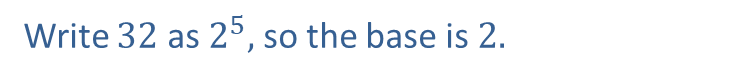 Write 32 as 2⁵, so the base is 2.